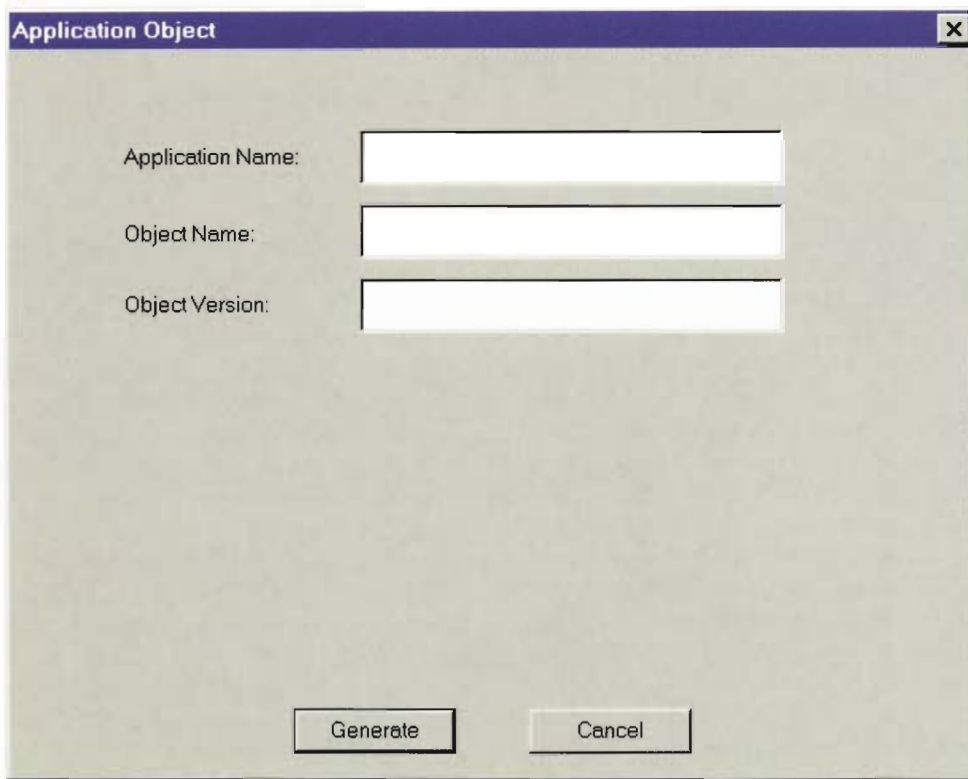 Application Object
Application Name:
Object Name:
Object Version:
Generate Cancel